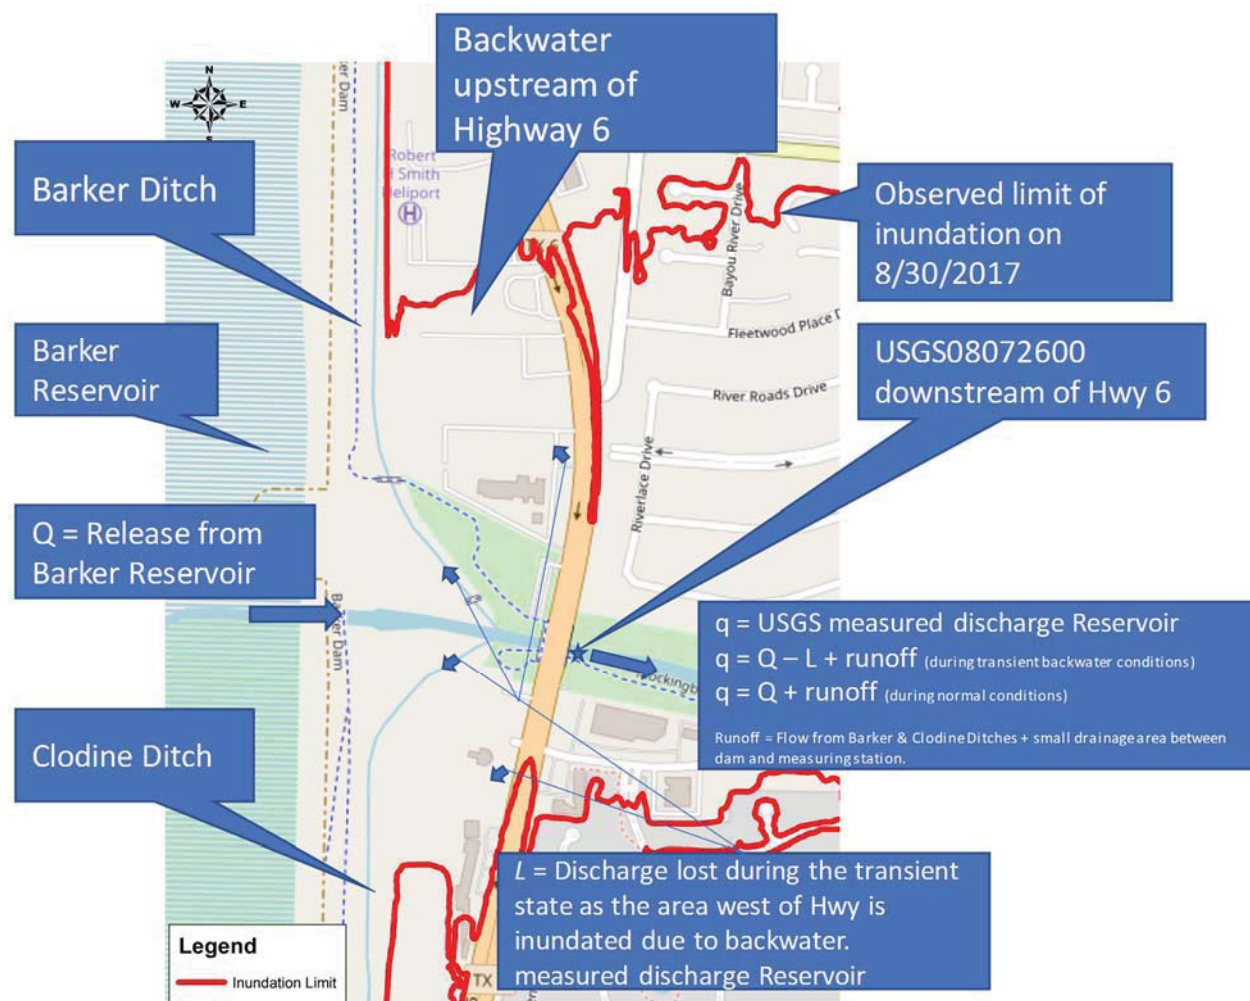 Backwater
upstream of
Highway 6
N
W
E
S
Barker Ditch
Robert
H Smith
Heliport
H
TX 6
Bayou River Drive
Observed limit of
inundation on
8/30/2017
Fleetwood Place D
Barker
Reservoir
USGS08072600
downstream of Hwy 6
River Roads Drive
Riverlace Drive
Q = Release from
Barker Reservoir
Barker Dam
q = USGS measured discharge Reservoir
q = Q – L + runoff (during transient backwater conditions)
q = Q + runoff (during normal conditions)
Runoff = Flow from Barker & Clodine Ditches + small drainage area between
dam and measuring station.
Mockingb
Clodine Ditch
L = Discharge lost during the transient
state as the area west of Hwy is
inundated due to backwater.
measured discharge Reservoir
TX
Legend
Inundation Limit